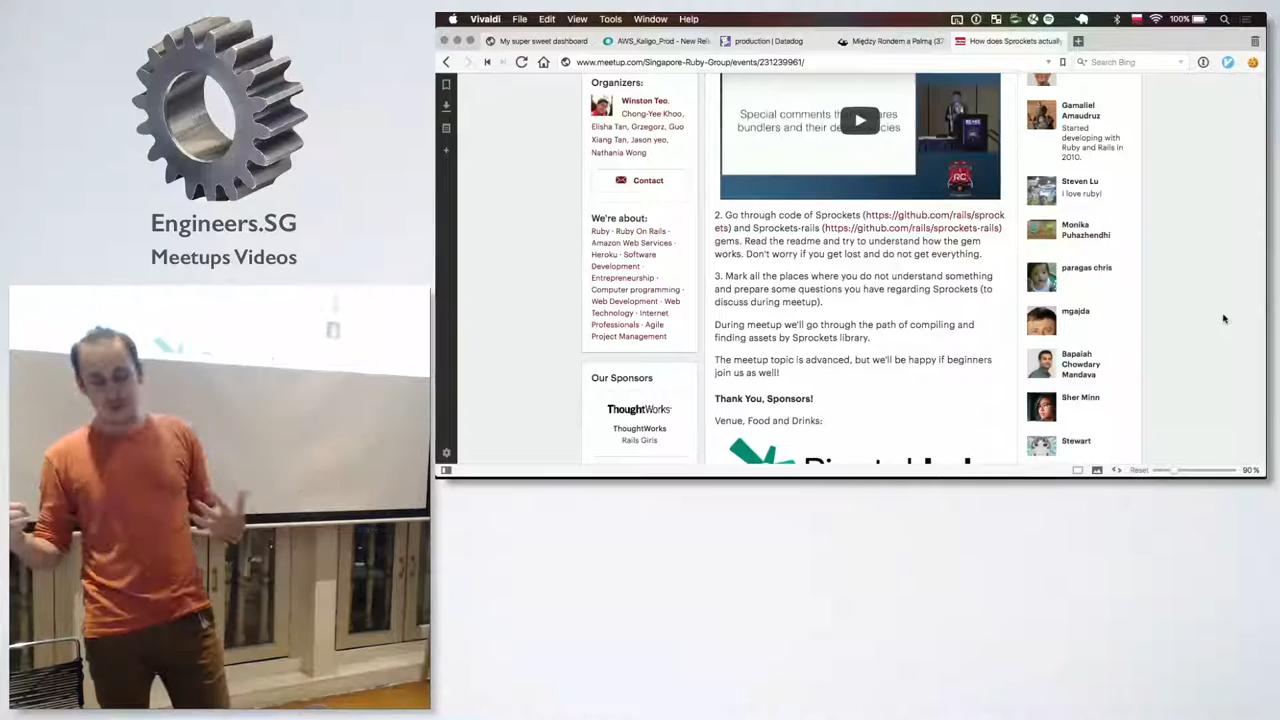 Engineers.SG
Meetups Videos
Vivaldi File Edit View Tools Window Help
100%
My super sweet dashboard
AWS_Kaligo_Prod - New Reli
production | Datadog
Między Rondem a Palmą (37
How does Sprockets actually
www.meetup.com/Singapore-Ruby-Group/events/231239961/
Search Bing
Organizers:
Winston Teo,
Chong-Yee Khoo,
Elisha Tan, Grzegorz, Guo
Xiang Tan, Jason yeo,
Nathania Wong
Contact
We're about:
Ruby · Ruby On Rails ·
Amazon Web Services ·
Heroku · Software
Development ·
Entrepreneurship ·
Computer programming ·
Web Development · Web
Technology · Internet
Professionals · Agile
Project Management
Our Sponsors
ThoughtWorks
ThoughtWorks
Rails Girls
Special comments that
bundlers and their
RC
2. Go through code of Sprockets (https://github.com/rails/sprock
ets) and Sprockets-rails (https://github.com/rails/sprockets-rails)
gems. Read the readme and try to understand how the gem
works. Don't worry if you get lost and do not get everything.
3. Mark all the places where you do not understand something
and prepare some questions you have regarding Sprockets (to
discuss during meetup).
During meetup we'll go through the path of compiling and
finding assets by Sprockets library.
The meetup topic is advanced, but we'll be happy if beginners
join us as well!
Thank You, Sponsors!
Venue, Food and Drinks:
Gamaliel
Amaudruz
Started
developing with
Ruby and Rails in
2010.
Steven Lu
I love ruby!
Monika
Puhazhendhi
paragas chris
mgajda
Bapaiah
Chowdary
Mandava
Sher Minn
Stewart
Reset
90 %